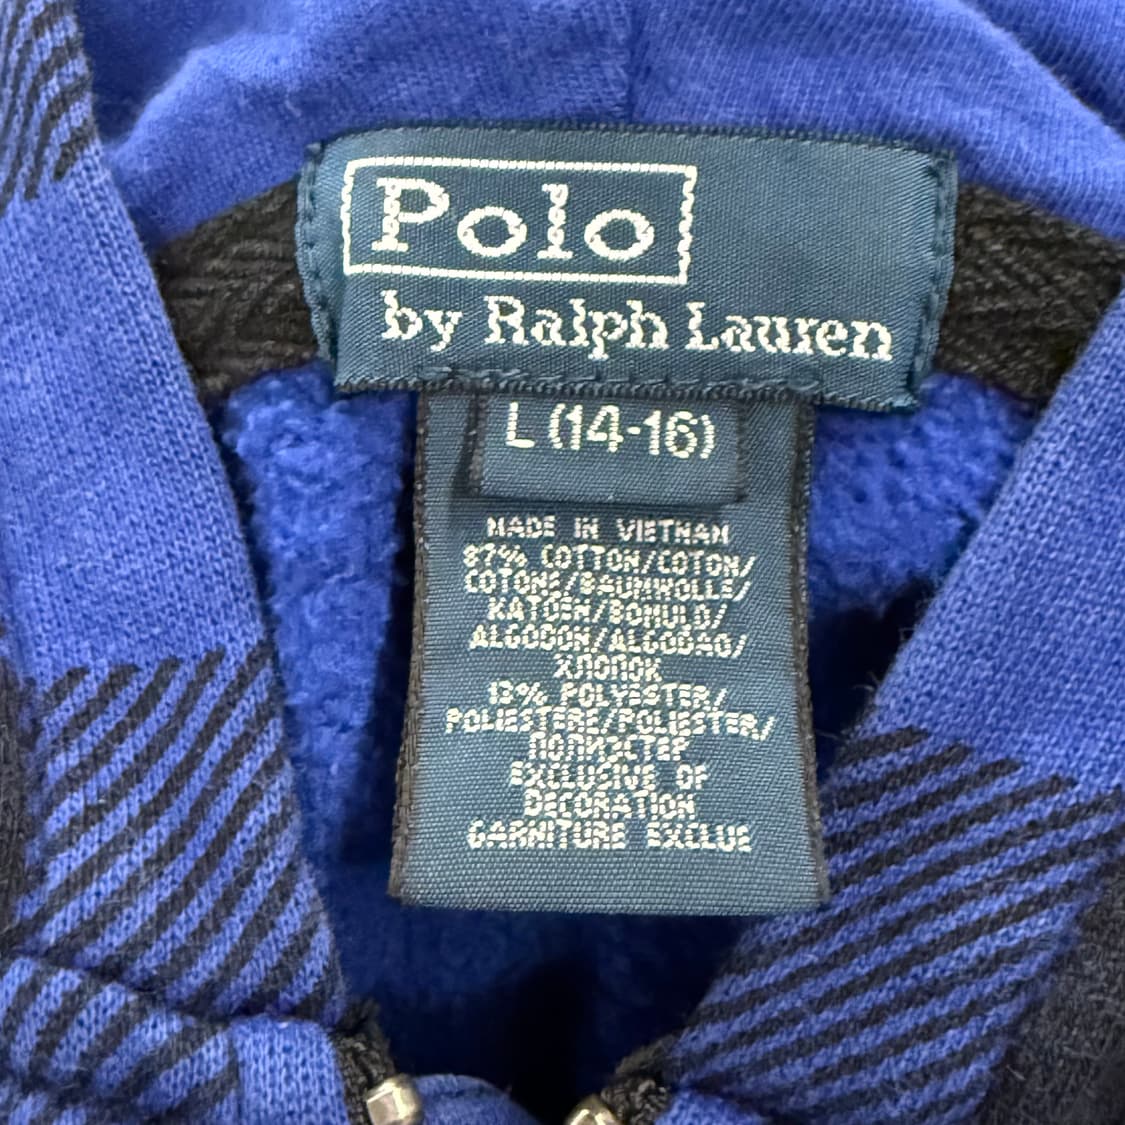 Polo
by Ralph Lauren
L (14-16)
MADE IN VIETNAM
87% COTTON/COTON/
COTONE/BAUMWOLLE/
KATOEN/BOMULD/
ALGODON/ALGODAO/
ХЛОПОК
13% POLYESTER/
POLIESTERE/POLIESTER/
ПОПИЭСТЕР
EXCLUSIVE OF
DECORATION
GARNITURE EXCLUE